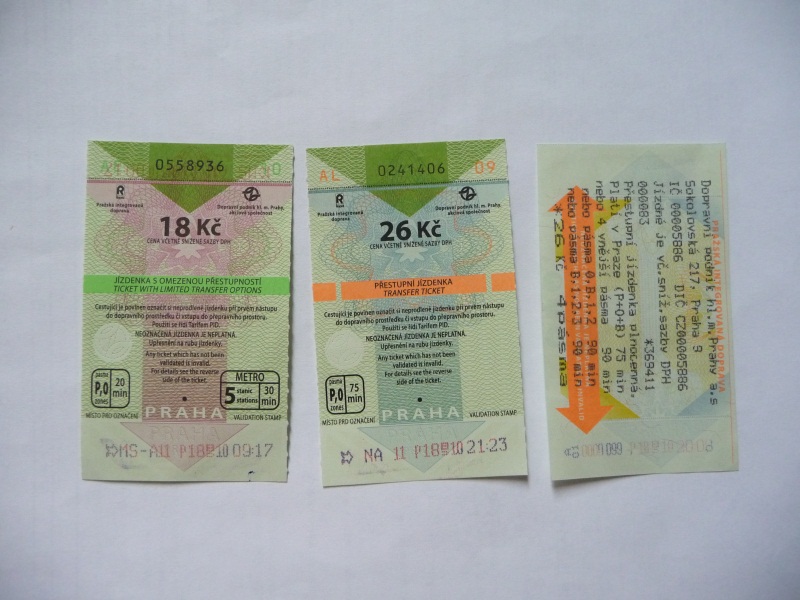 0558936
Pražská integrovaná
doprava
Dopravní podnik hl. m. Prahy,
akciová společnost
18 Kč
CENA VČETNĚ SNÍŽENÉ SAZBY DPH
JÍZDENKA S OMEZENOU PŘESTUPNOSTÍ
TICKET WITH LIMITED TRANSFER OPTIONS
Cestující je povinen označit si neprodleně jízdenku při prvém nástupu
do dopravního prostředku či vstupu do přepravního prostoru.
Použití se řídí Tarifem PID.
NEOZNAČENÁ JÍZDENKA JE NEPLATNÁ.
Upřesnění na rubu jízdenky.
Any ticket which has not been
validated is invalid.
For details see the reverse
side of the ticket.
pásma
P,0
zones
20
min
METRO
5 stanic
stations
30
min
PRAHA
MÍSTO PRO OZNAČENÍ
VALIDATION STAMP
09:17
AL 0241406 09
Pražská integrovaná
doprava
Dopravní podnik hl. m. Prahy,
akciová společnost
26 Kč
CENA VČETNĚ SNÍŽENÉ SAZBY DPH
PŘESTUPNÍ JÍZDENKA
TRANSFER TICKET
Cestující je povinen označit si neprodleně jízdenku při prvém nástupu
do dopravního prostředku či vstupu do přepravního prostoru.
Použití se řídí Tarifem PID.
NEOZNAČENÁ JÍZDENKA JE NEPLATNÁ.
Upřesnění na rubu jízdenky.
Any ticket which has not been
validated is invalid.
For details see the reverse
side of the ticket.
pásma
P,0
zones
75
min
PRAHA
MÍSTO PRO OZNAČENÍ
VALIDATION STAMP
NA 11 21:23
Dopravní podnik hl.m.Prahy a.s
Sokolovská 217, Praha 9
IČ 00005886 DIČ CZ00005886
Jízdné je vč.sníž.sazby DPH
000683 *369411
Přestupní jízdenka plnocenná,
Platí v Praze (P+0+B) 75 min
nebo 4 vnější pásma 90 min
nebo pásma 0,B,1,2 90 min
nebo pásma B,1,2,3 90 min
*26 Kč 4pásma